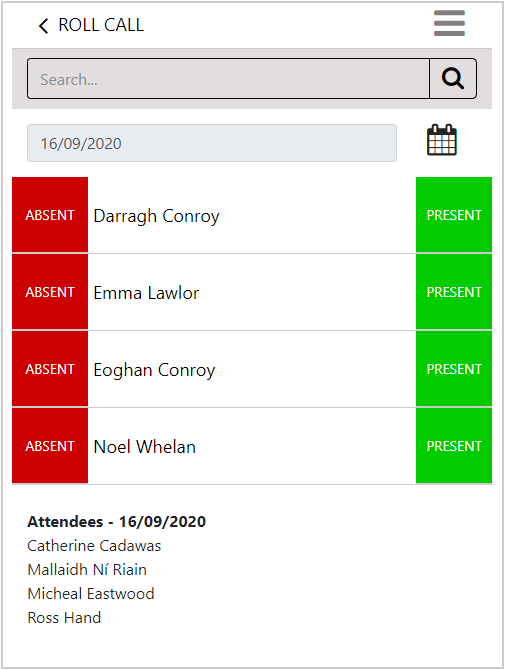 ROLL CALL
Search...
16/09/2020
ABSENT Darragh Conroy PRESENT
ABSENT Emma Lawlor PRESENT
ABSENT Eoghan Conroy PRESENT
ABSENT Noel Whelan PRESENT
Attendees - 16/09/2020
Catherine Cadawas
Mallaidh Ní Riain
Micheal Eastwood
Ross Hand